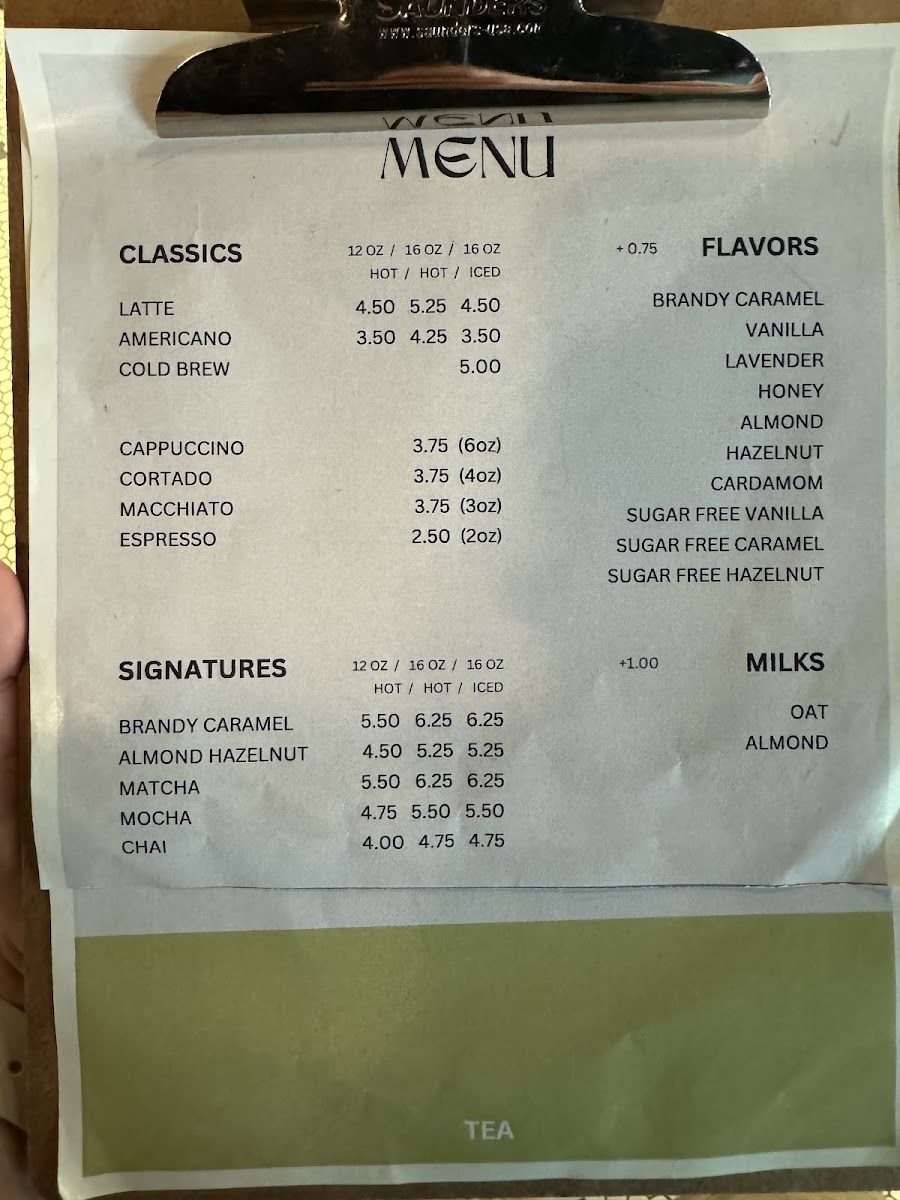 SAUNDERS
www.saunders-usa.com
MENU
CLASSICS
12 OZ / 16 OZ / 16 OZ
HOT / HOT / ICED
LATTE 4.50 5.25 4.50
AMERICANO 3.50 4.25 3.50
COLD BREW 5.00
CAPPUCCINO 3.75 (6oz)
CORTADO 3.75 (4oz)
MACCHIATO 3.75 (3oz)
ESPRESSO 2.50 (2oz)
+ 0.75 FLAVORS
BRANDY CARAMEL
VANILLA
LAVENDER
HONEY
ALMOND
HAZELNUT
CARDAMOM
SUGAR FREE VANILLA
SUGAR FREE CARAMEL
SUGAR FREE HAZELNUT
SIGNATURES
12 OZ / 16 OZ / 16 OZ
HOT / HOT / ICED
BRANDY CARAMEL 5.50 6.25 6.25
ALMOND HAZELNUT 4.50 5.25 5.25
MATCHA 5.50 6.25 6.25
MOCHA 4.75 5.50 5.50
CHAI 4.00 4.75 4.75
+1.00 MILKS
OAT
ALMOND
TEA